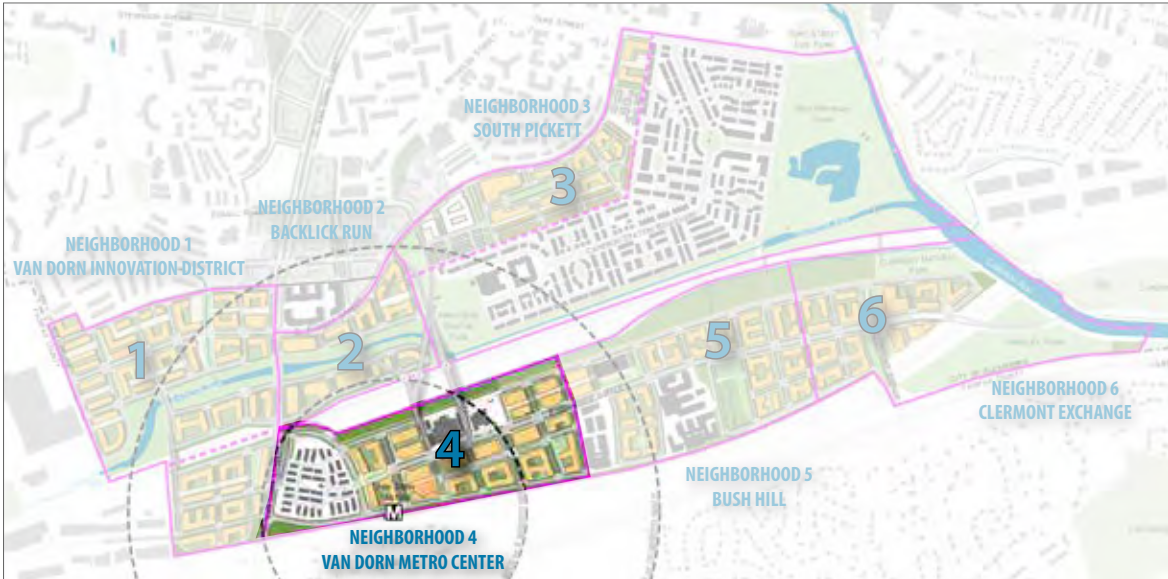 NEIGHBORHOOD 3
SOUTH PICKETT
3
NEIGHBORHOOD 2
BACKLICK RUN
NEIGHBORHOOD 1
VAN DORN INNOVATION DISTRICT
1
2
5
6
4
NEIGHBORHOOD 6
CLERMONT EXCHANGE
NEIGHBORHOOD 5
BUSH HILL
M
NEIGHBORHOOD 4
VAN DORN METRO CENTER